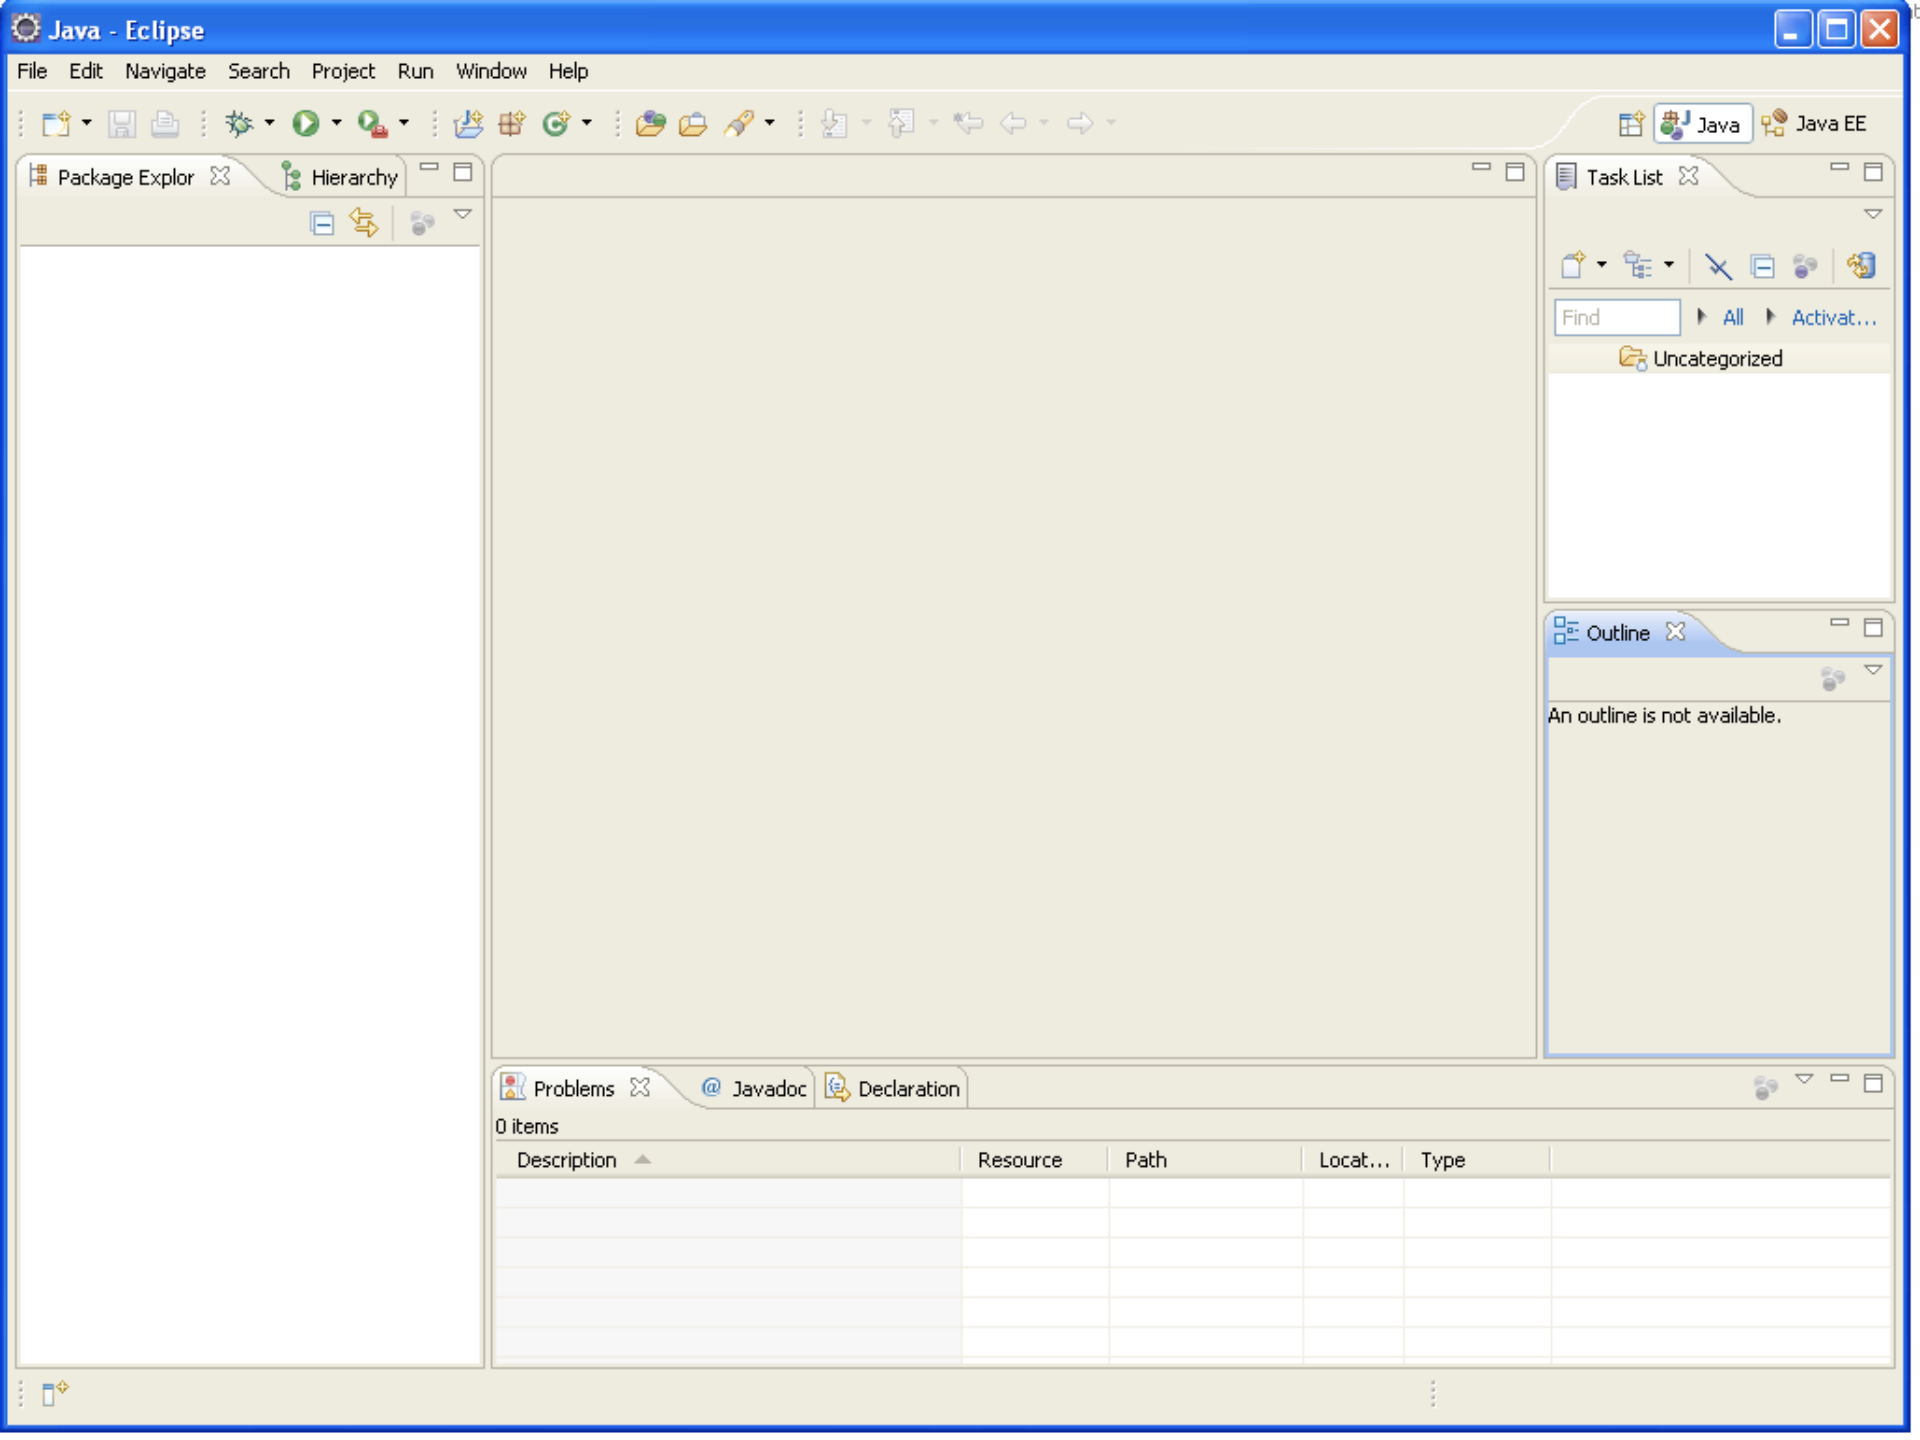 Java - Eclipse
File Edit Navigate Search Project Run Window Help
Java Java EE
Package Explor Hierarchy
Task List
Find All Activat...
Uncategorized
Outline
An outline is not available.
Problems @ Javadoc Declaration
0 items
Description Resource Path Locat... Type